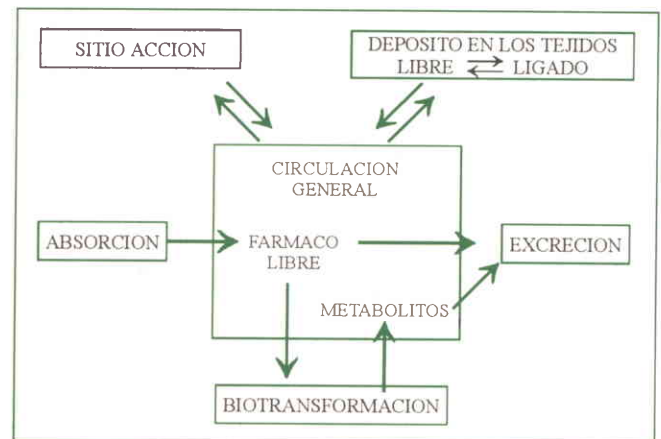 SITIO ACCION
DEPOSITO EN LOS TEJIDOS
LIBRE LIGADO
CIRCULACION
GENERAL
ABSORCION
FARMACO
LIBRE
EXCRECION
METABOLITOS
BIOTRANSFORMACION